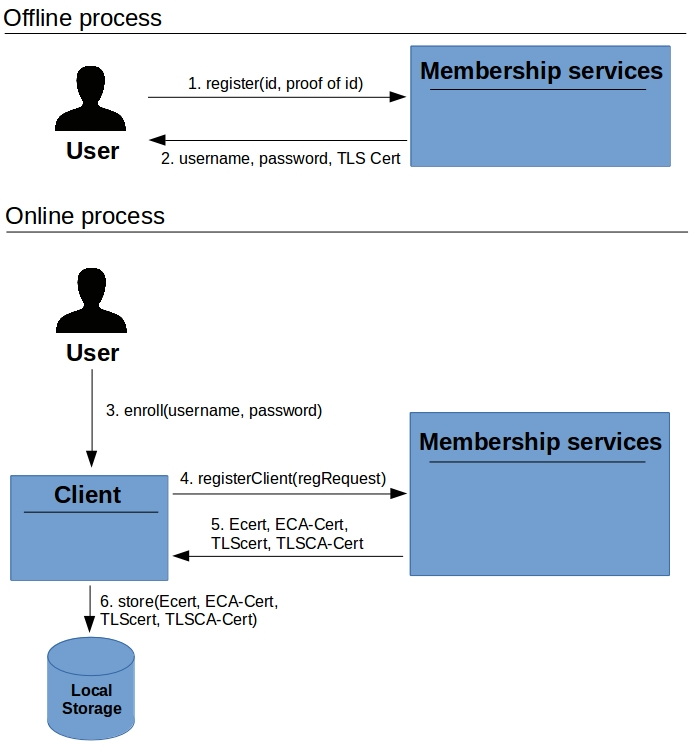 Offline process
Membership services
1. register(id, proof of id)
User
2. username, password, TLS Cert
Online process
User
3. enroll(username, password)
Membership services
Client
4. registerClient(regRequest)
5. Ecert, ECA-Cert,
TLScert, TLSCA-Cert
6. store(Ecert, ECA-Cert,
TLScert, TLSCA-Cert)
Local
Storage